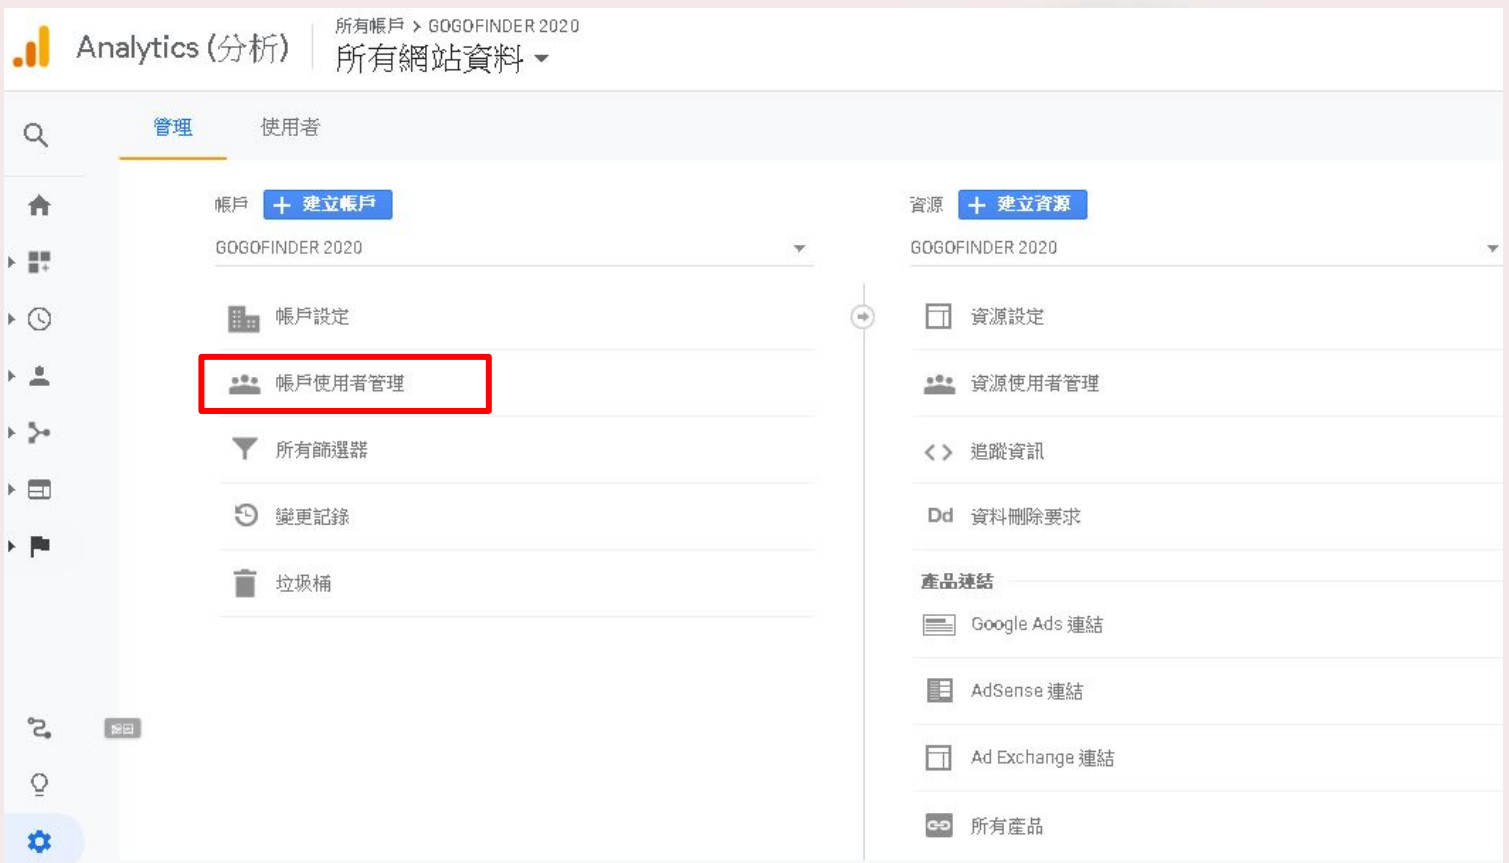 所有帳戶 > GOGOFINDER 2020
Analytics (分析)
所有網站資料
管理
使用者
帳戶
+ 建立帳戶
GOGOFINDER 2020
帳戶設定
帳戶使用者管理
所有篩選器
變更記錄
垃圾桶
資源
+ 建立資源
GOGOFINDER 2020
資源設定
資源使用者管理
追蹤資訊
Dd 資料刪除要求
產品連結
Google Ads 連結
AdSense 連結
Ad Exchange 連結
所有產品